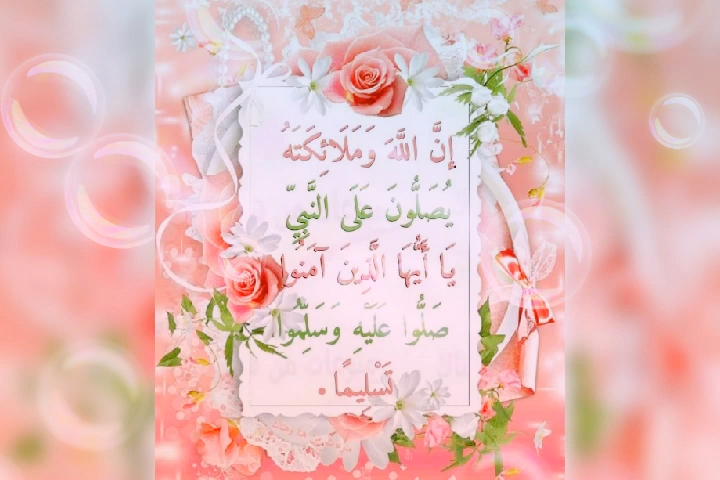 إِنَّ اللَّهَ وَمَلَائِكَتَهُ
يُصَلُّونَ عَلَى النَّبِيِّ
يَا أَيُّهَا الَّذِينَ آمَنُوا
صَلُّوا عَلَيْهِ وَسَلِّمُوا
تَسْلِيمًا .